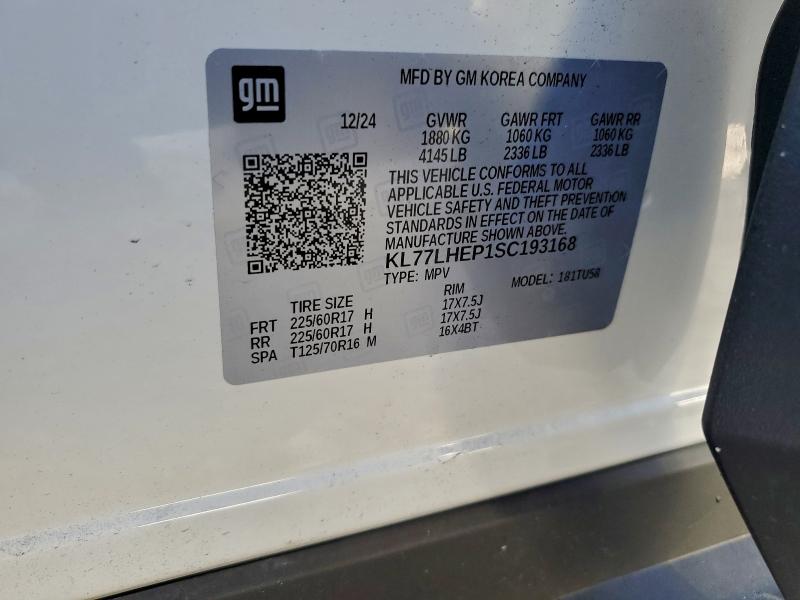 gm
MFD BY GM KOREA COMPANY
12/24 GVWR GAWR FRT GAWR RR
1880 KG 1060 KG 1060 KG
4145 LB 2336 LB 2336 LB
THIS VEHICLE CONFORMS TO ALL
APPLICABLE U.S. FEDERAL MOTOR
VEHICLE SAFETY AND THEFT PREVENTION
STANDARDS IN EFFECT ON THE DATE OF
MANUFACTURE SHOWN ABOVE.
KL77LHEP1SC193168
TYPE: MPV MODEL: 181TU58
TIRE SIZE RIM
FRT 225/60R17 H 17X7.5J
RR 225/60R17 H 17X7.5J
SPA T125/70R16 M 16X4BT